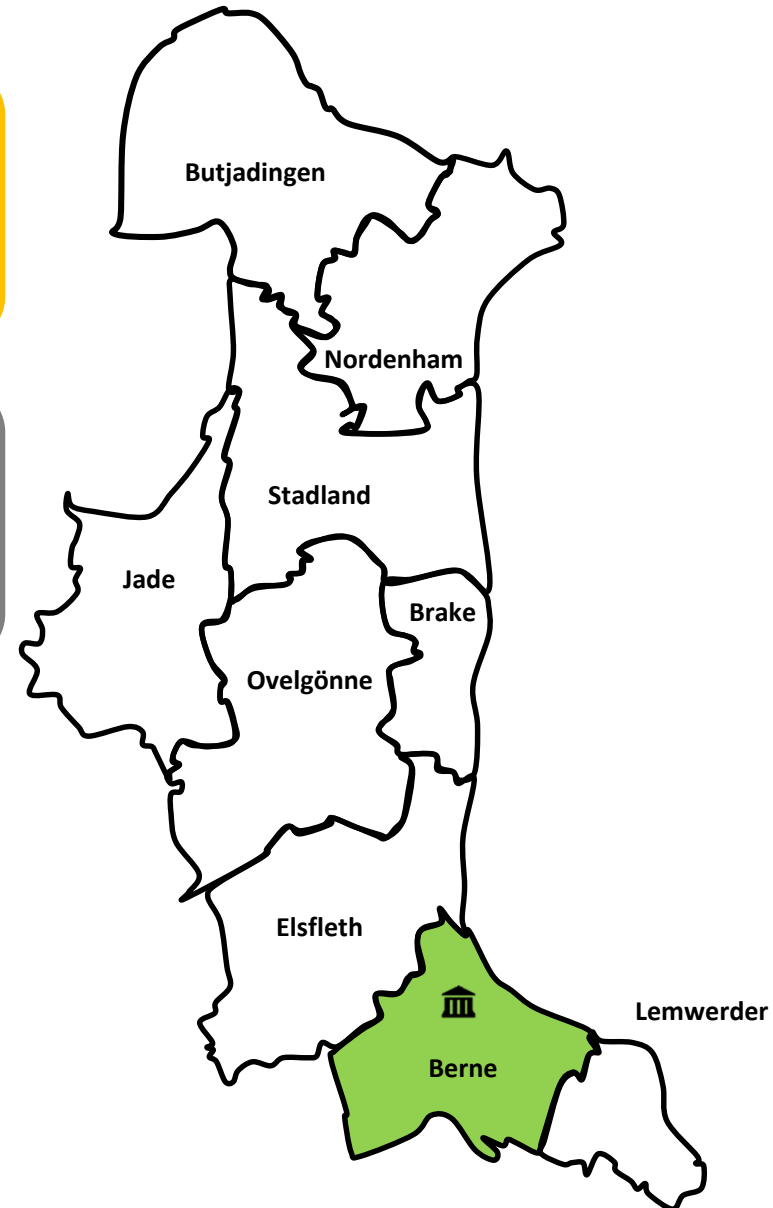 Butjadingen
Nordenham
Stadland
Jade
Brake
Ovelgönne
Elsfleth
Lemwerder
Berne